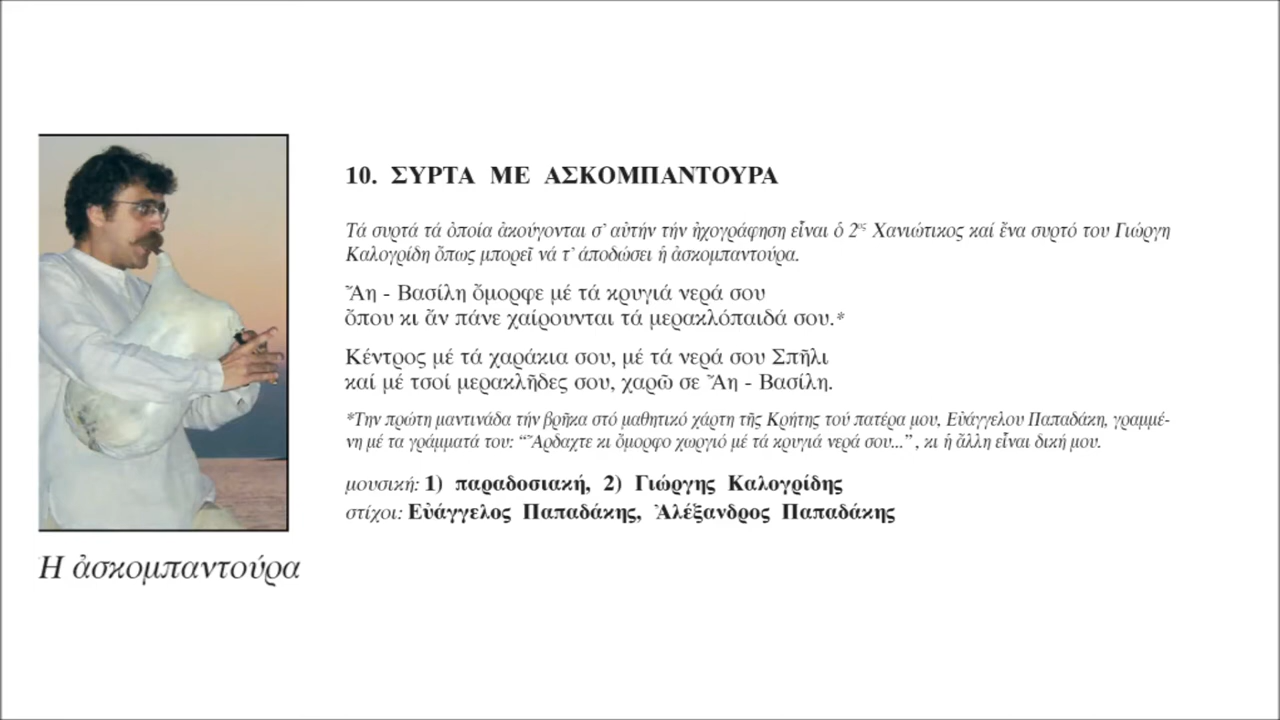 10. ΣΥΡΤΑ ΜΕ ΑΣΚΟΜΠΑΝΤΟΥΡΑ
Τά συρτά τά ὁποία ἀκούγονται σ' αὐτήν τήν ἠχογράφηση εἶναι ὁ 2ος Χανιώτικος καί ἕνα συρτό του Γιώργη
Καλογρίδη ὅπως μπορεῖ νά τ' ἀποδώσει ἡ ἀσκομπαντούρα.
Ἄη - Βασίλη ὄμορφε μέ τά κρυγιά νερά σου
ὅπου κι ἄν πάνε χαίρουνται τά μερακλόπαιδά σου.*
Κέντρος μέ τά χαράκια σου, μέ τά νερά σου Σπῆλι
καί μέ τσοί μερακλῆδες σου, χαρῶ σε Ἄη - Βασίλη.
*Την πρώτη μαντινάδα τήν βρῆκα στό μαθητικό χάρτη τῆς Κρήτης τού πατέρα μου, Εὐάγγελου Παπαδάκη, γραμμέ-
νη μέ τα γράμματά του: “Ἄρδαχτε κι ὄμορφο χωργιό μέ τά κρυγιά νερά σου...”, κι ἡ ἄλλη εἶναι δική μου.
μουσική: 1) παραδοσιακή, 2) Γιώργης Καλογρίδης
στίχοι: Εὐάγγελος Παπαδάκης, Ἀλέξανδρος Παπαδάκης
Ἡ ἀσκομπαντούρα